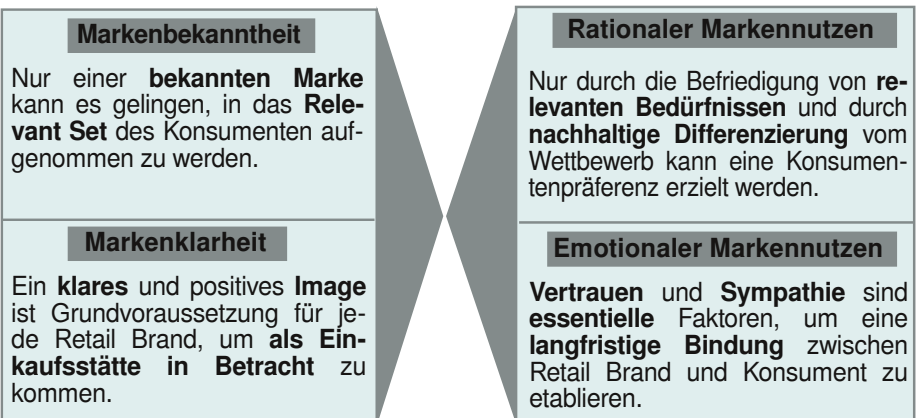 Markenbekanntheit
Nur einer bekannten Marke
kann es gelingen, in das Rele-
vant Set des Konsumenten auf-
genommen zu werden.
Markenklarheit
Ein klares und positives Image
ist Grundvoraussetzung für je-
de Retail Brand, um als Ein-
kaufsstätte in Betracht zu
kommen.
Rationaler Markennutzen
Nur durch die Befriedigung von re-
levanten Bedürfnissen und durch
nachhaltige Differenzierung vom
Wettbewerb kann eine Konsumen-
tenpräferenz erzielt werden.
Emotionaler Markennutzen
Vertrauen und Sympathie sind
essentielle Faktoren, um eine
langfristige Bindung zwischen
Retail Brand und Konsument zu
etablieren.